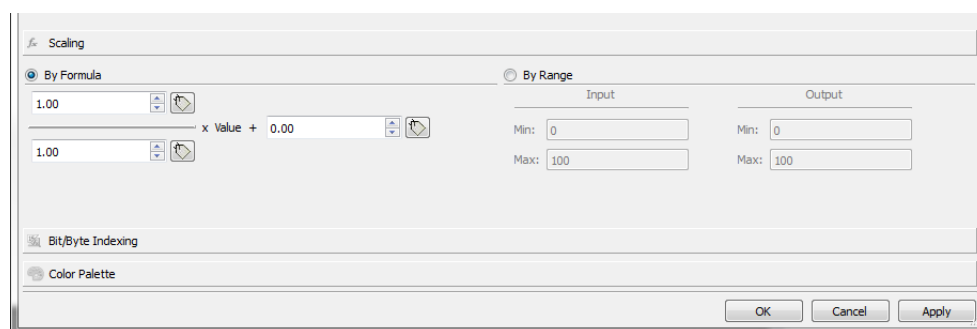 Scaling
By Formula
1.00
x Value + 0.00
1.00
By Range
Input
Output
Min: 0
Min: 0
Max: 100
Max: 100
Bit/Byte Indexing
Color Palette
OK
Cancel
Apply